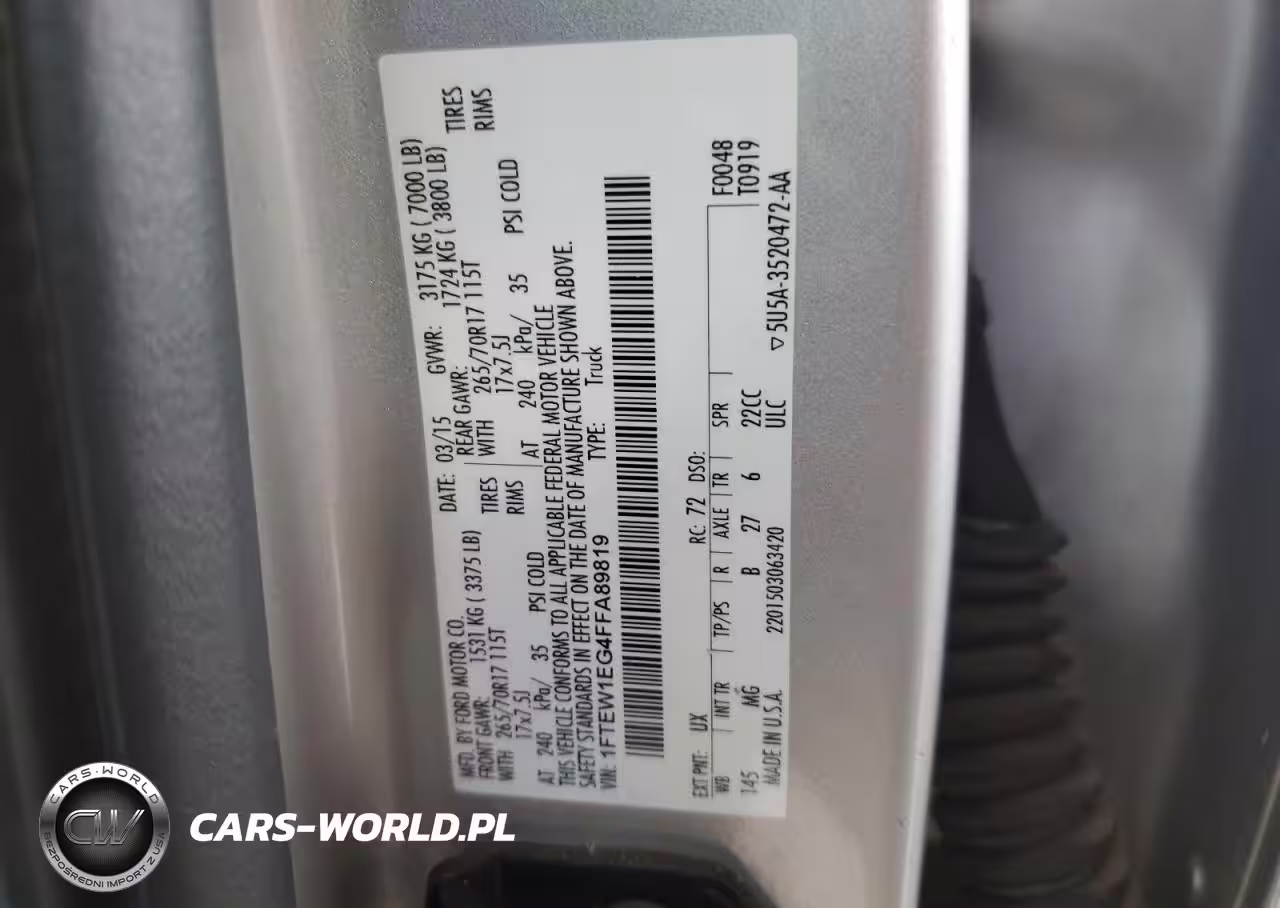 MFD. BY FORD MOTOR CO.
DATE: 03/15 GVWR: 3175 KG ( 7000 LB)
FRONT GAWR: 1531 KG ( 3375 LB)
REAR GAWR: 1724 KG ( 3800 LB)
WITH 265/70R17 115T TIRES
WITH 265/70R17 115T TIRES
17x7.5J RIMS
17x7.5J RIMS
AT 240 kPa/ 35 PSI COLD
AT 240 kPa/ 35 PSI COLD
THIS VEHICLE CONFORMS TO ALL APPLICABLE FEDERAL MOTOR VEHICLE
SAFETY STANDARDS IN EFFECT ON THE DATE OF MANUFACTURE SHOWN ABOVE.
VIN: 1FTEW1EG4FFA89819 TYPE: Truck
EXT PNT: UX RC: 72 DSO:
WB INT TR TP/PS R AXLE TR SPR F0048
145 MG B 27 6 22CC T0919
MADE IN U.S.A. 2201503063420 ULC ▽5U5A-3520472-AA
CARS-WORLD
CW
BEZPOŚREDNI IMPORT Z USA
CARS-WORLD.PL